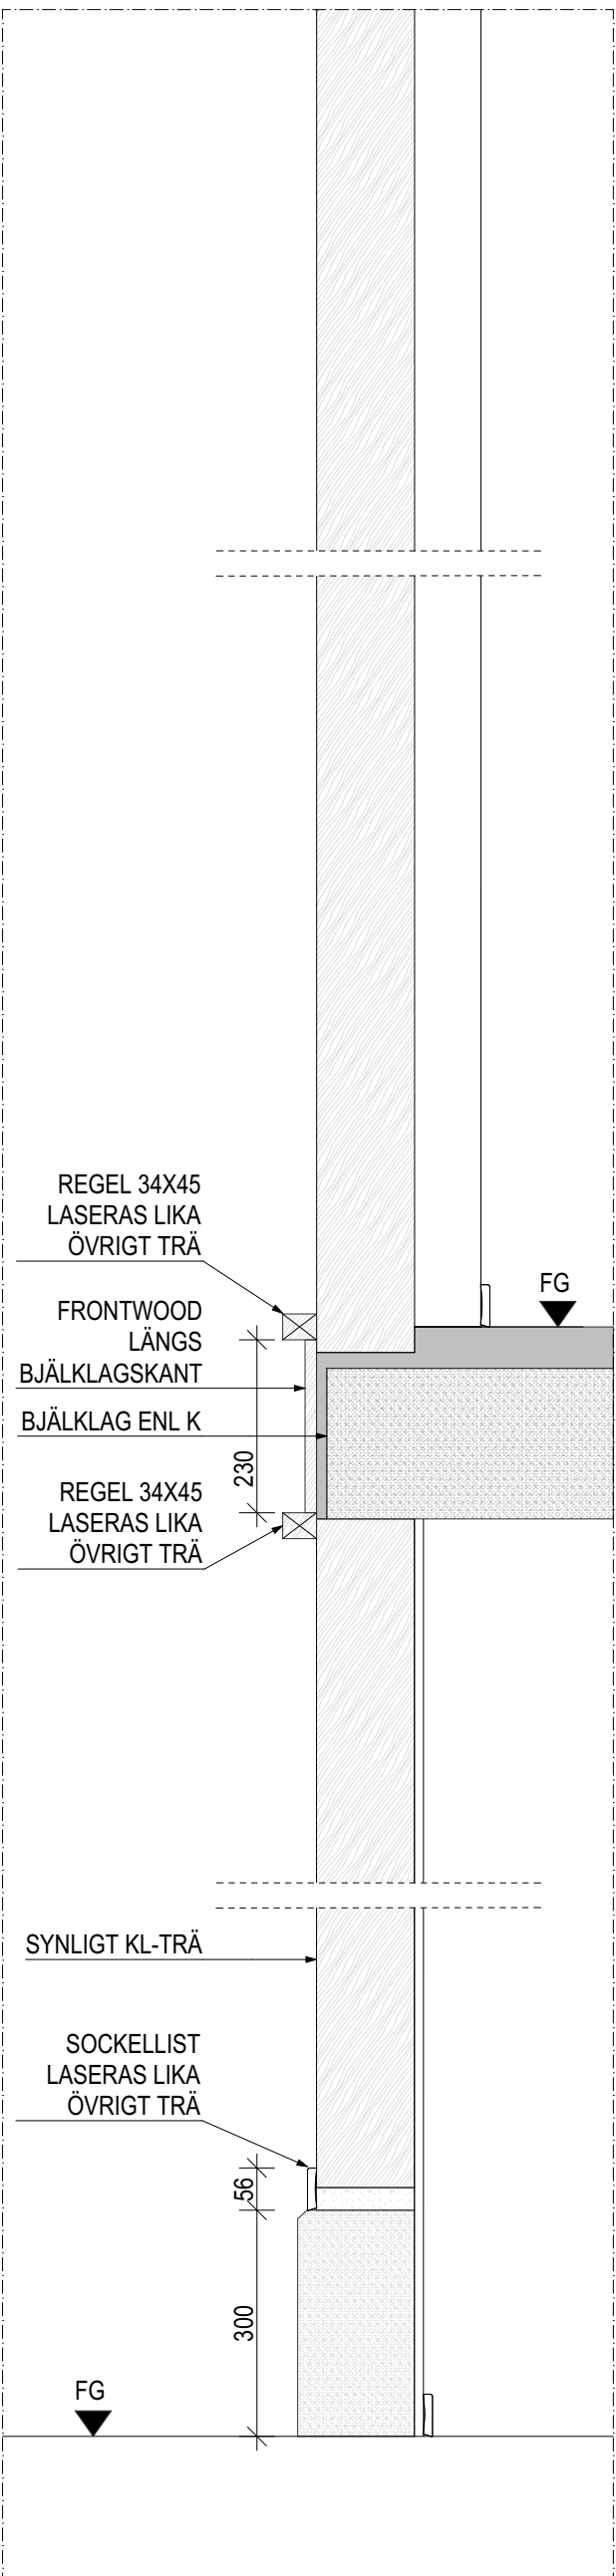 REGEL 34X45
LASERAS LIKA
ÖVRIGT TRÄ
FG
FRONTWOOD
LÄNGS
BJÄLKLAGSKANT
BJÄLKLAG ENL K
230
REGEL 34X45
LASERAS LIKA
ÖVRIGT TRÄ
SYNLIGT KL-TRÄ
SOCKELLIST
LASERAS LIKA
ÖVRIGT TRÄ
56
300
FG